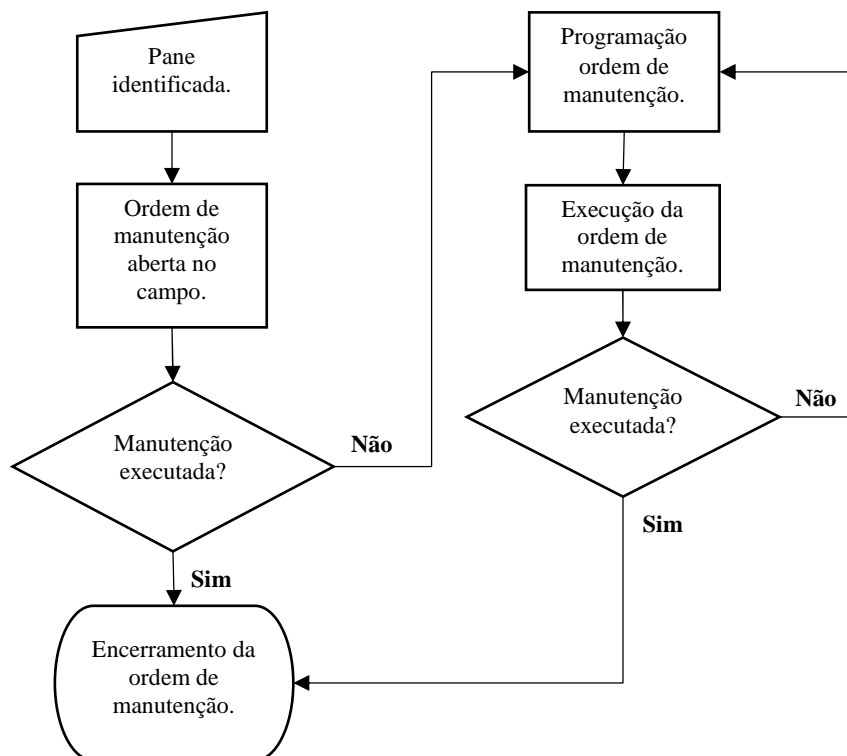 Pane
identificada.
Ordem de
manutenção
aberta no
campo.
Manutenção
executada?
Não
Sim
Encerramento da
ordem de
manutenção.
Programação
ordem de
manutenção.
Execução da
ordem de
manutenção.
Manutenção
executada?
Não
Sim